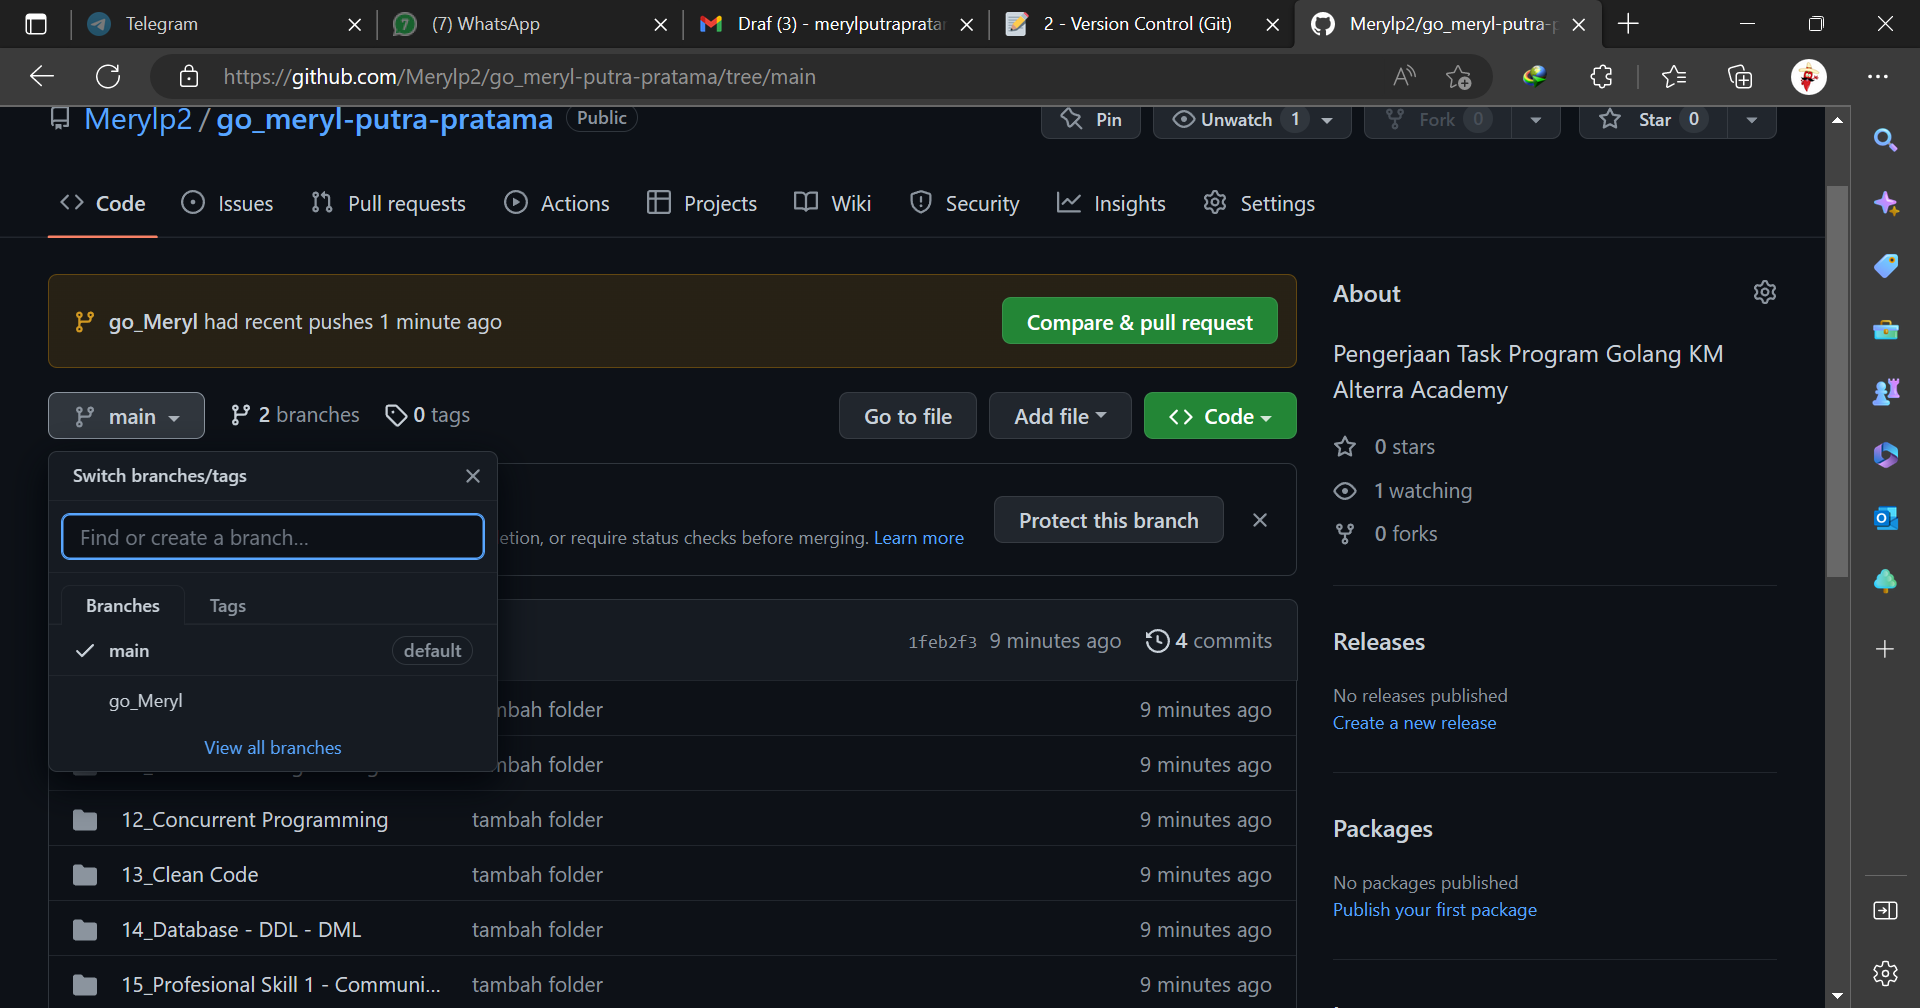 Telegram
(7) WhatsApp
Draf (3) - merylputraprata
2 - Version Control (Git)
Merylp2/go_meryl-putra-p
https://github.com/Merylp2/go_meryl-putra-pratama/tree/main
Merylp2 / go_meryl-putra-pratama Public
Pin
Unwatch 1
Fork 0
Star 0
Code
Issues
Pull requests
Actions
Projects
Wiki
Security
Insights
Settings
go_Meryl had recent pushes 1 minute ago
Compare & pull request
main
2 branches
0 tags
Go to file
Add file
Code
Switch branches/tags
Find or create a branch...
Branches
Tags
main default
go_Meryl
View all branches
Protect this branch
etion, or require status checks before merging. Learn more
1feb2f3 9 minutes ago 4 commits
mbah folder 9 minutes ago
mbah folder 9 minutes ago
12_Concurrent Programming tambah folder 9 minutes ago
13_Clean Code tambah folder 9 minutes ago
14_Database - DDL - DML tambah folder 9 minutes ago
15_Profesional Skill 1 - Communi... tambah folder 9 minutes ago
About
Pengerjaan Task Program Golang KM
Alterra Academy
0 stars
1 watching
0 forks
Releases
No releases published
Create a new release
Packages
No packages published
Publish your first package